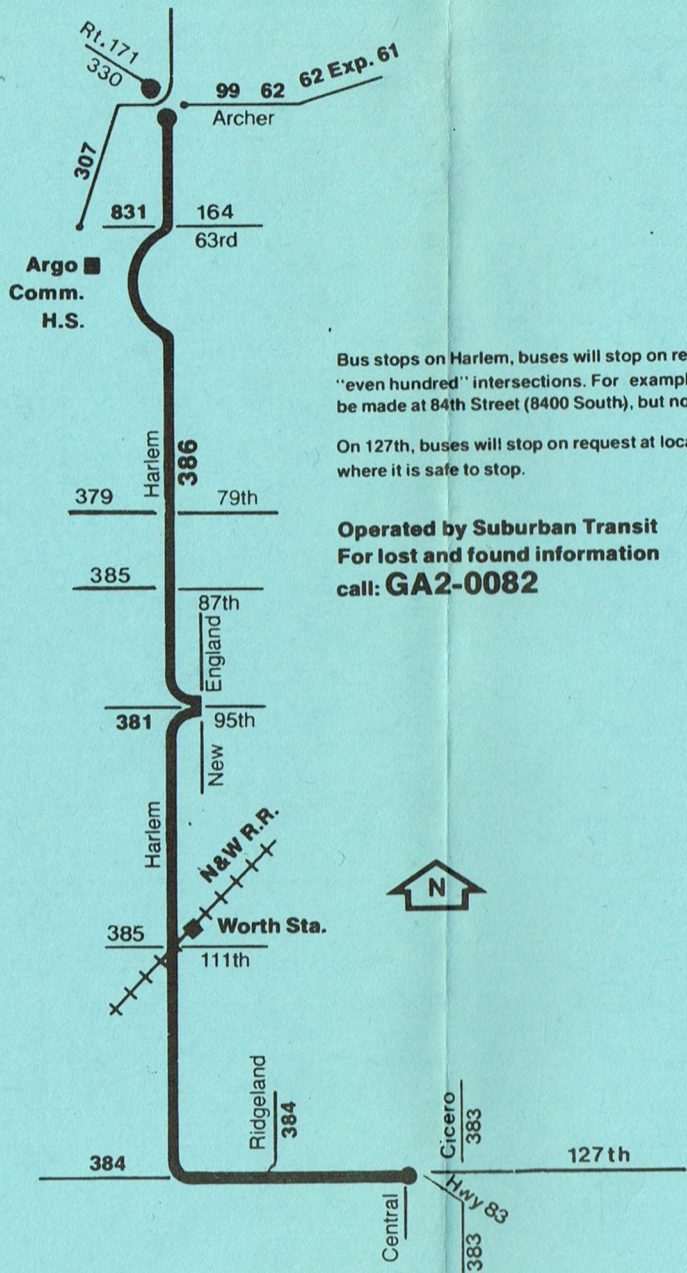 Rt. 171
330
99 62 62 Exp. 61
Archer
307
831 164
63rd
Argo
Comm.
H.S.
Bus stops on Harlem, buses will stop on
"even hundred" intersections. For
be made at 84th Street (8400 South), but
On 127th, buses will stop on request at
where it is safe to stop.
Harlem
386
379 79th
Operated by Suburban Transit
For lost and found information
call: GA2-0082
385
87th
England
381 95th
New
Harlem
N&W R.R.
N
Worth Sta.
385
111th
Ridgeland
384
Cicero
383
384
127th
Hwy 83
Central
383